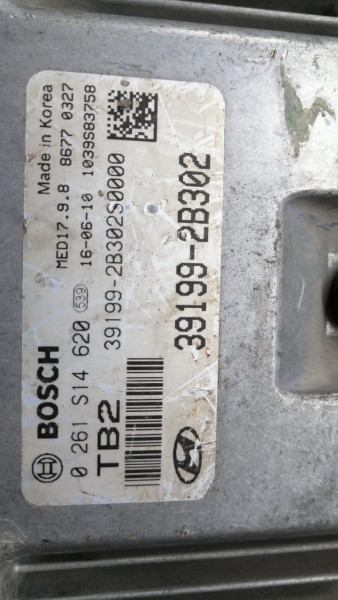 Made in Korea
MED17.9.8 8677 0327
BOSCH 16-06-10 1039S83758
0 261 S14 620 539
TB2 39199-2B302S0000
39199-2B302